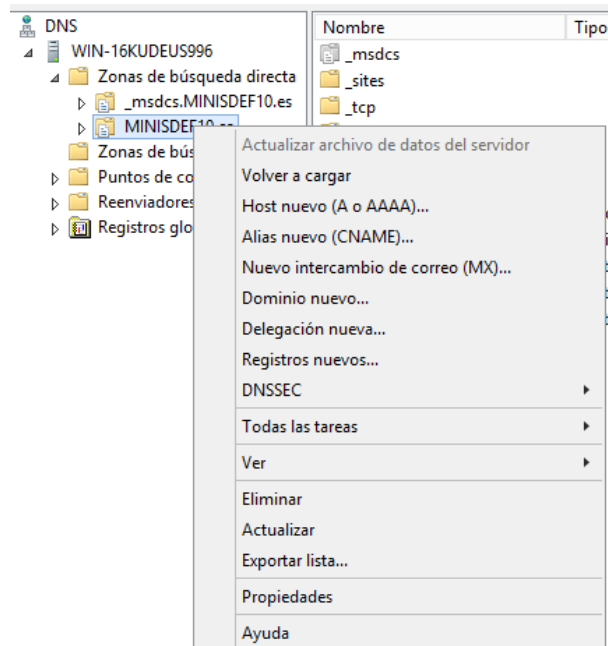 DNS
WIN-16KUDEUS996
Zonas de búsqueda directa
_msdcs.MINISDEF10.es
MINISDEF10.es
Zonas de bús
Puntos de co
Reenviadores
Registros glo
Nombre Tipo
_msdcs
_sites
_tcp
Actualizar archivo de datos del servidor
Volver a cargar
Host nuevo (A o AAAA)...
Alias nuevo (CNAME)...
Nuevo intercambio de correo (MX)...
Dominio nuevo...
Delegación nueva...
Registros nuevos...
DNSSEC
Todas las tareas
Ver
Eliminar
Actualizar
Exportar lista...
Propiedades
Ayuda